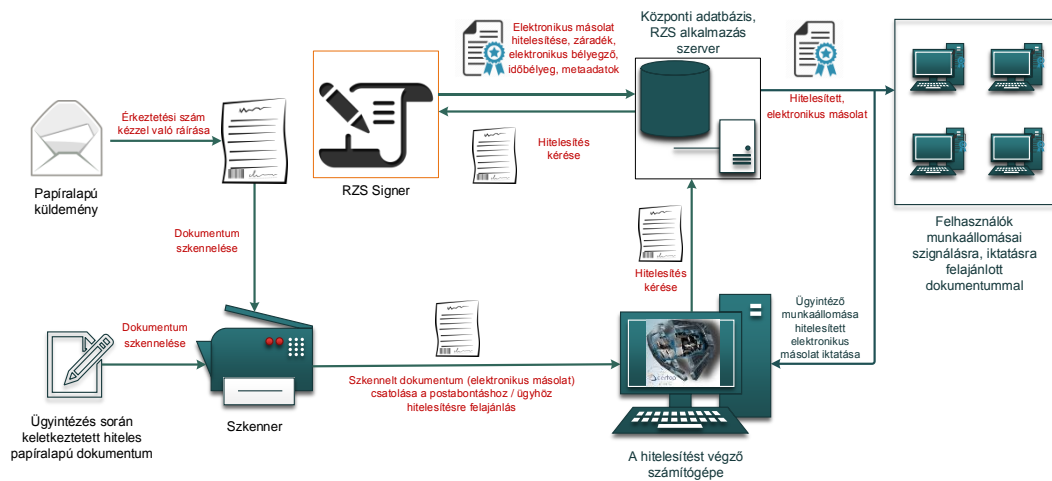 Elektronikus másolat
hitelesítése, záradék,
elektronikus bélyegző,
időbélyeg, metaadatok
Központi adatbázis,
RZS alkalmazás
szerver
Érkeztetési szám
kézzel való ráírása
Hitelesített,
elektronikus másolat
Hitelesítés
kérése
Papíralapú
küldemény
RZS Signer
Felhasználók
munkaállomásai
szignálásra, iktatásra
felajánlott
dokumentummal
Dokumentum
szkennelése
Hitelesítés
kérése
Ügyintéző
munkaállomása
hitelesített
elektronikus
másolat iktatása
Dokumentum
szkennelése
Szkennelt dokumentum (elektronikus másolat)
csatolása a postabontáshoz / ügyhöz
hitelesítésre felajánlás
Ügyintézés során
keletkeztetett hiteles
papíralapú dokumentum
Szkenner
A hitelesítést végző
számítógépe